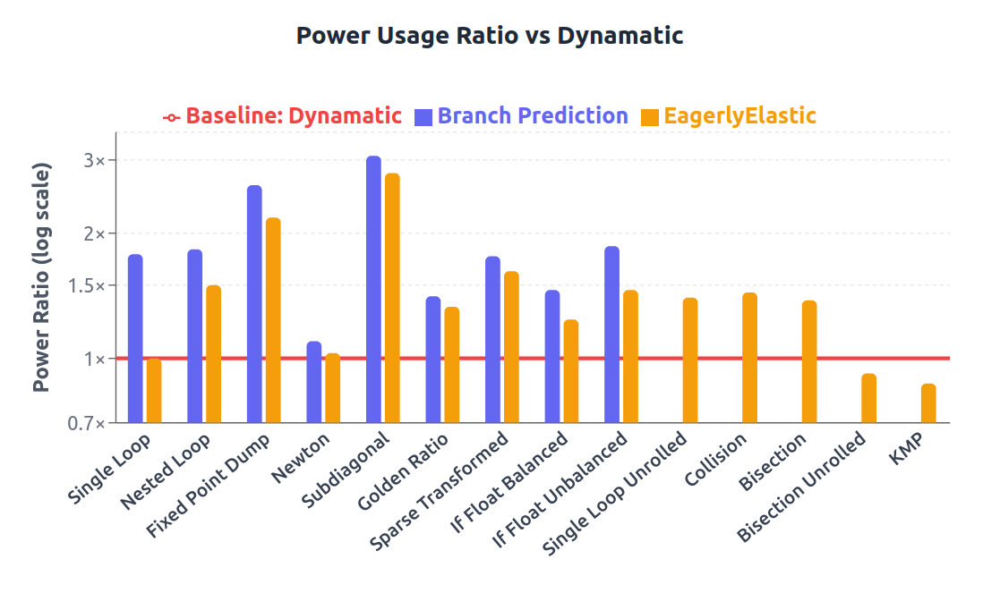 Power Usage Ratio vs Dynamatic
Baseline: Dynamatic Branch Prediction EagerlyElastic
Power Ratio (log scale)
3×
2×
1.5×
1×
0.7×
Single Loop
Nested Loop
Fixed Point Dump
Newton
Subdiagonal
Golden Ratio
Sparse Transformed
If Float Balanced
If Float Unbalanced
Single Loop Unrolled
Collision
Bisection
Bisection Unrolled
KMP